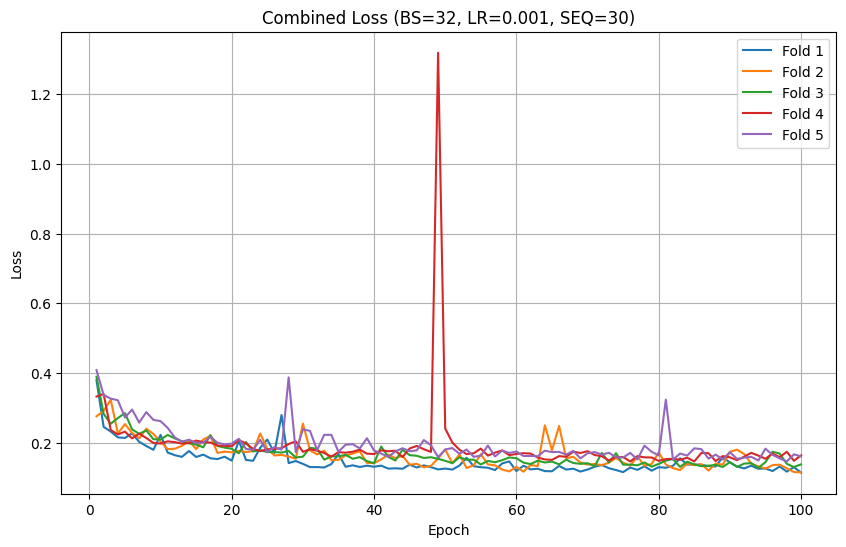 Combined Loss (BS=32, LR=0.001, SEQ=30)
Fold 1
Fold 2
Fold 3
Fold 4
Fold 5
Loss
1.2
1.0
0.8
0.6
0.4
0.2
0 20 40 60 80 100
Epoch